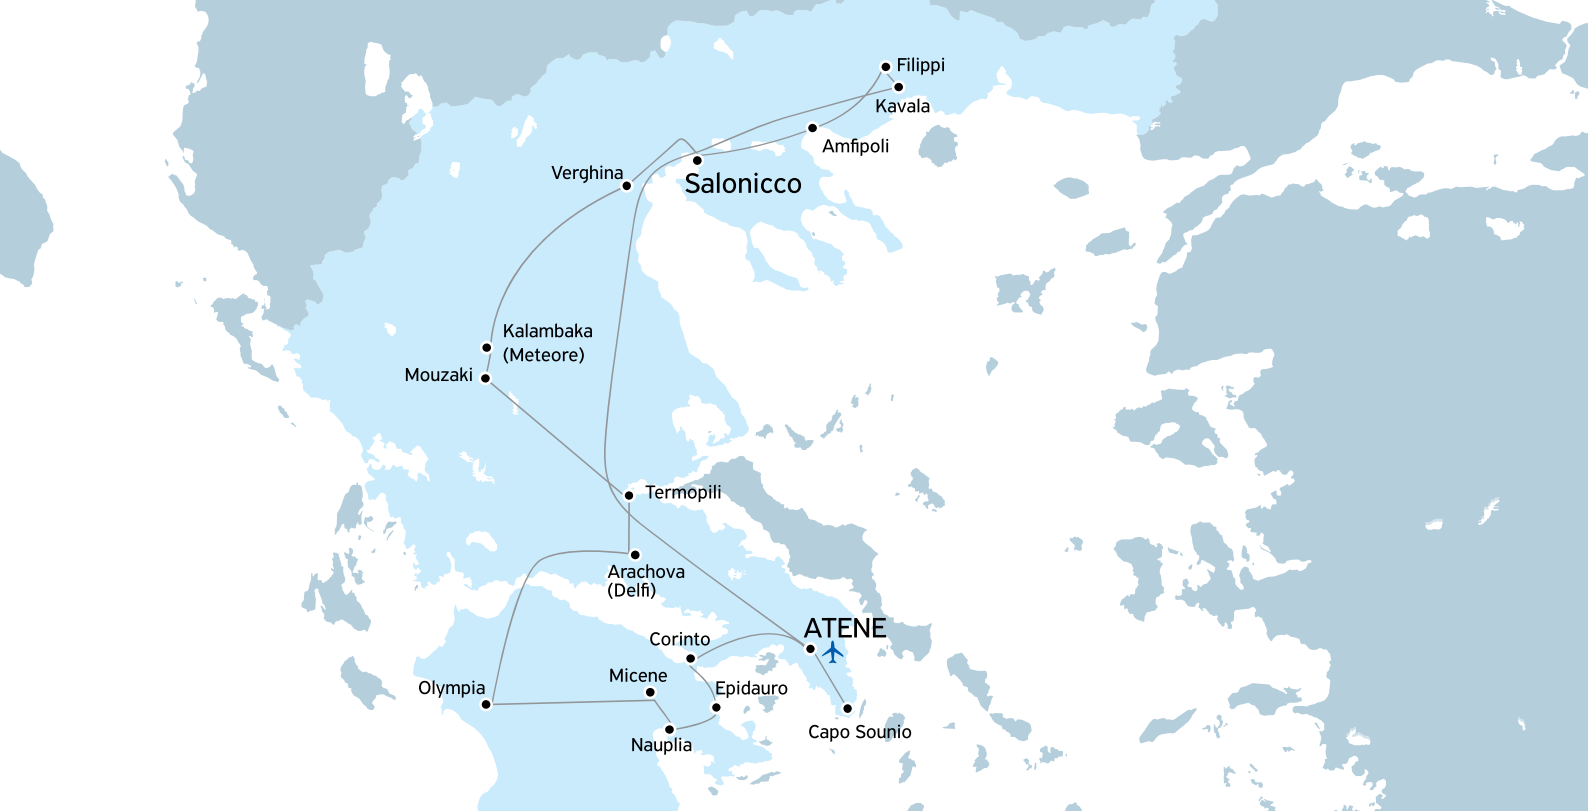 Filippi
Kavala
Amfipoli
Verghina
Salonicco
Kalambaka
(Meteore)
Mouzaki
Termopili
Arachova
(Delfi)
ATENE
Corinto
Micene
Olympia
Epidauro
Capo Sounio
Nauplia